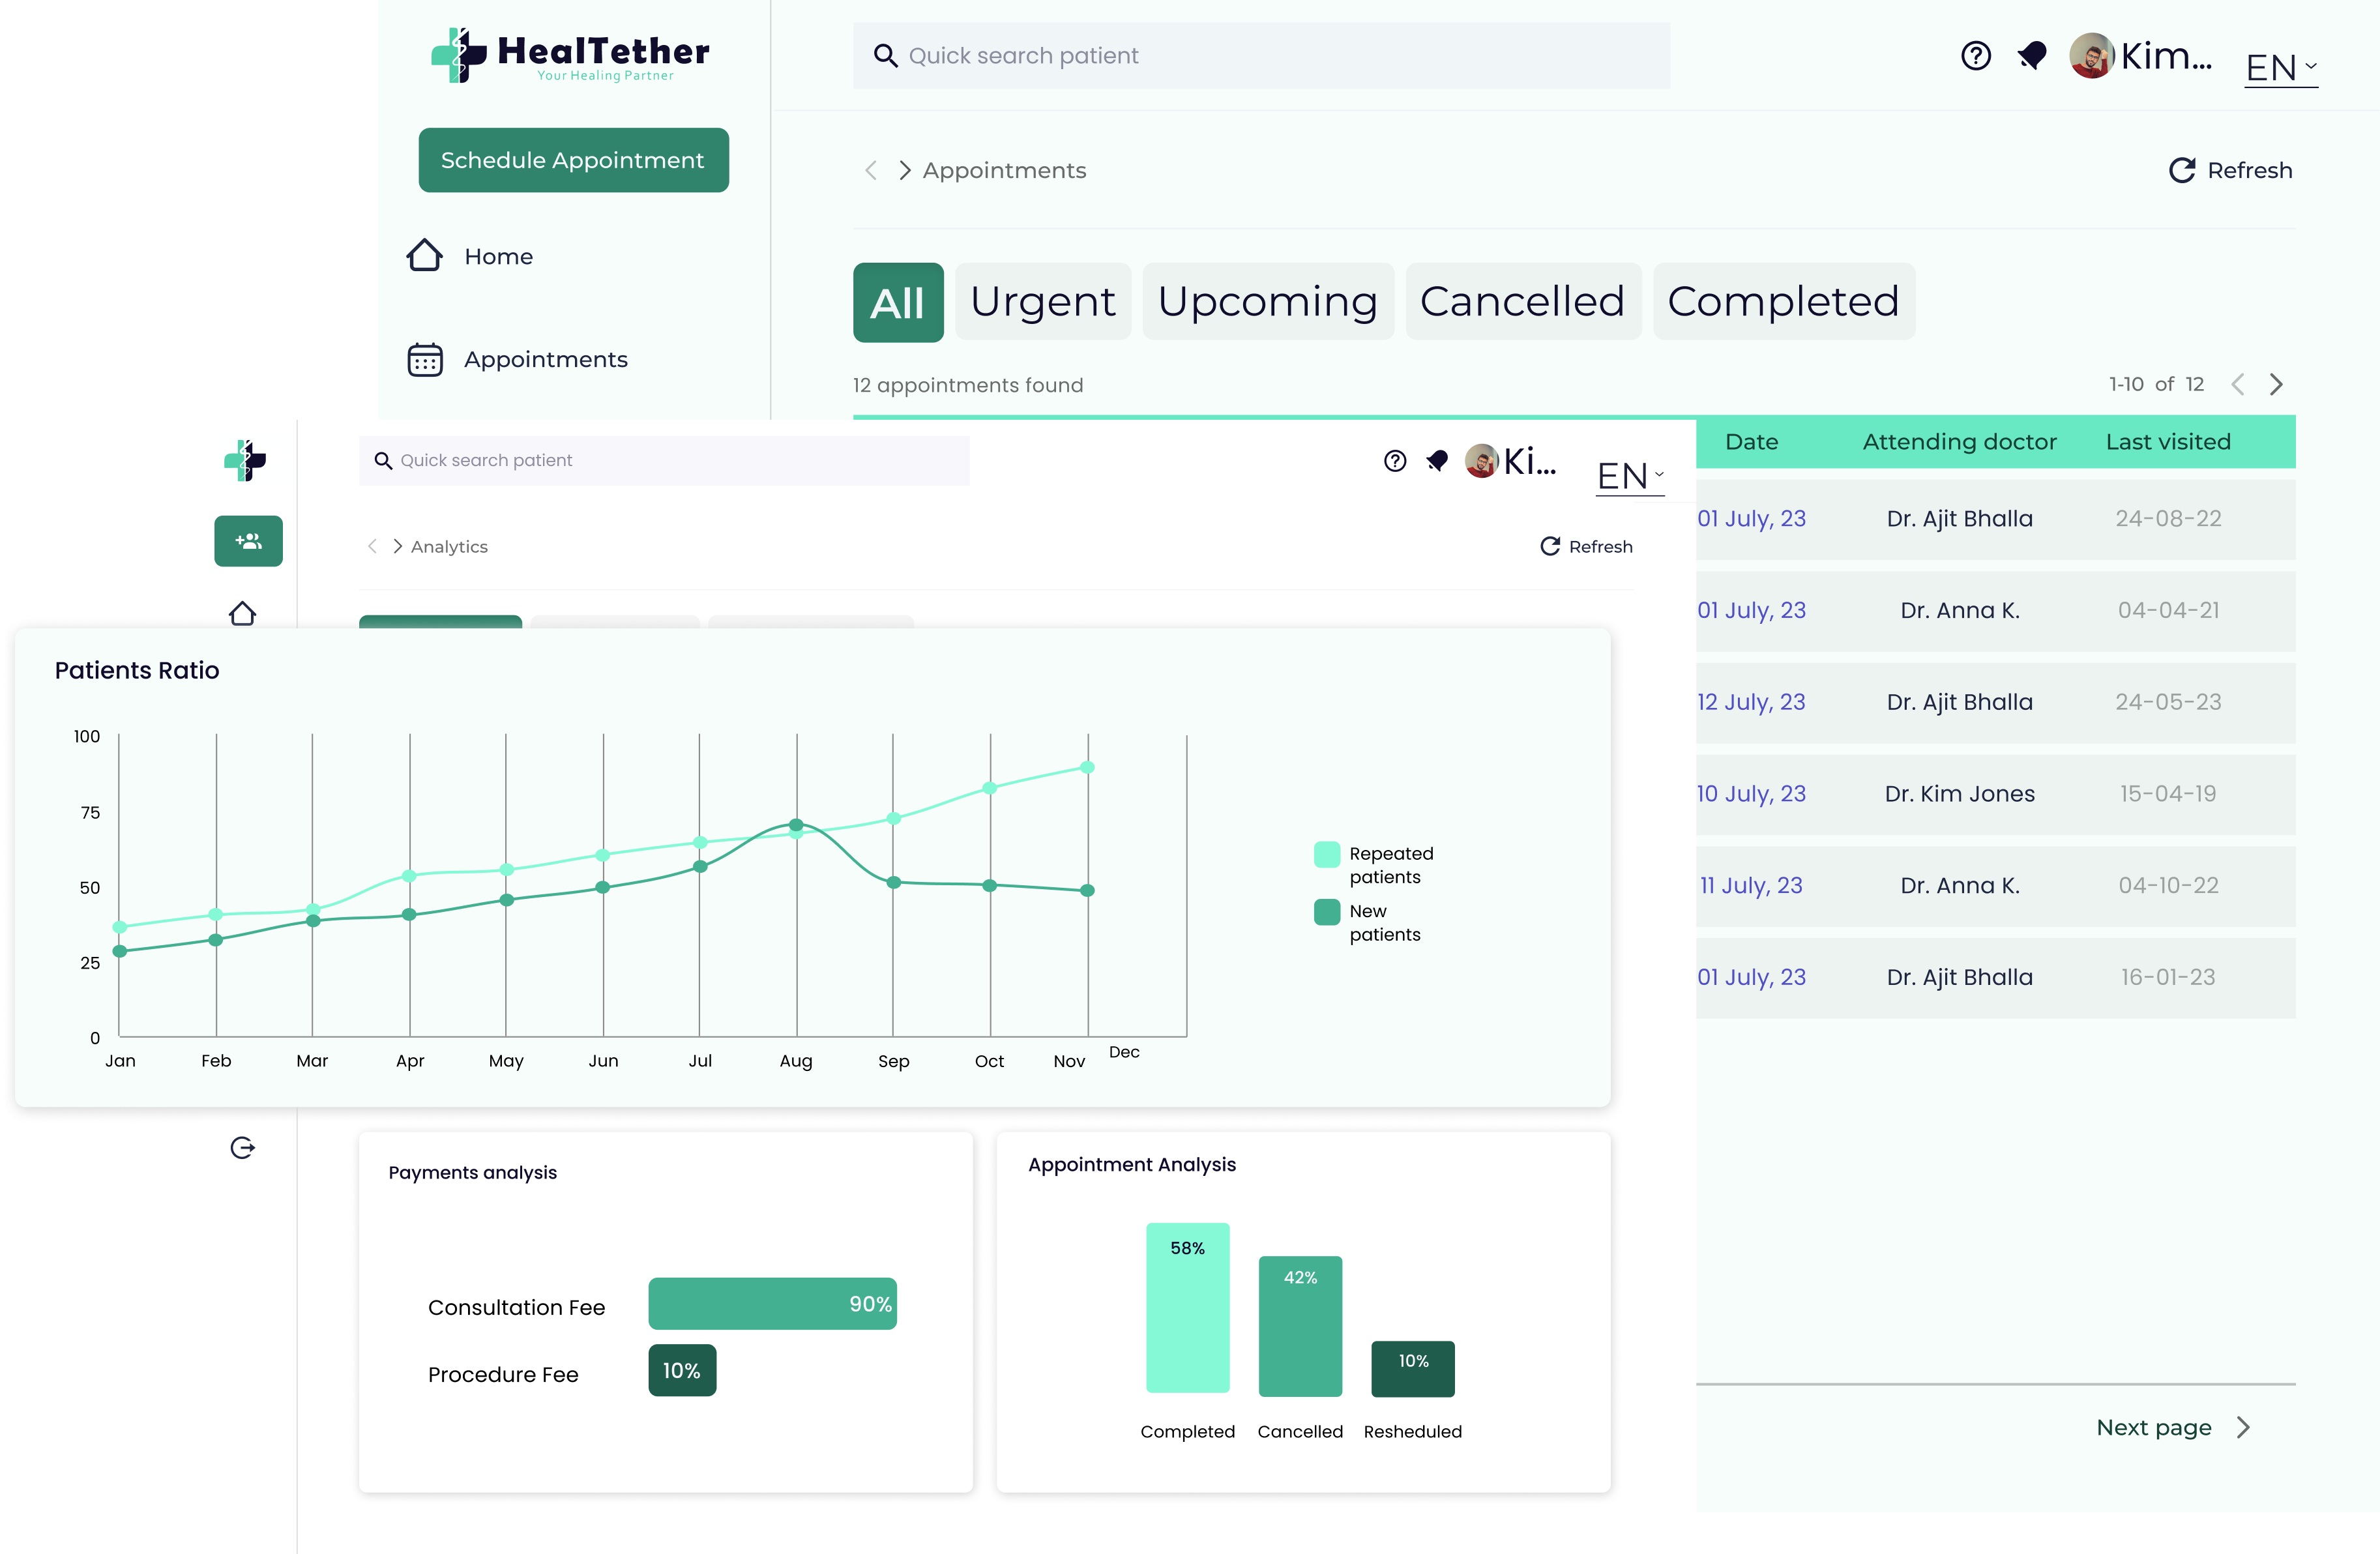 HealTether
Your Healing Partner
Quick search patient
Kim...
EN
Schedule Appointment
Appointments
Refresh
Home
All
Urgent
Upcoming
Cancelled
Completed
Appointments
12 appointments found
1-10 of 12
Date
Attending doctor
Last visited
01 July, 23
Dr. Ajit Bhalla
24-08-22
01 July, 23
Dr. Anna K.
04-04-21
12 July, 23
Dr. Ajit Bhalla
24-05-23
10 July, 23
Dr. Kim Jones
15-04-19
11 July, 23
Dr. Anna K.
04-10-22
01 July, 23
Dr. Ajit Bhalla
16-01-23
Next page
Quick search patient
Ki...
EN
Analytics
Refresh
Patients Ratio
100
75
50
25
0
Jan
Feb
Mar
Apr
May
Jun
Jul
Aug
Sep
Oct
Nov
Dec
Repeated
patients
New
patients
Payments analysis
Consultation Fee
90%
Procedure Fee
10%
Appointment Analysis
58%
42%
10%
Completed
Cancelled
Resheduled